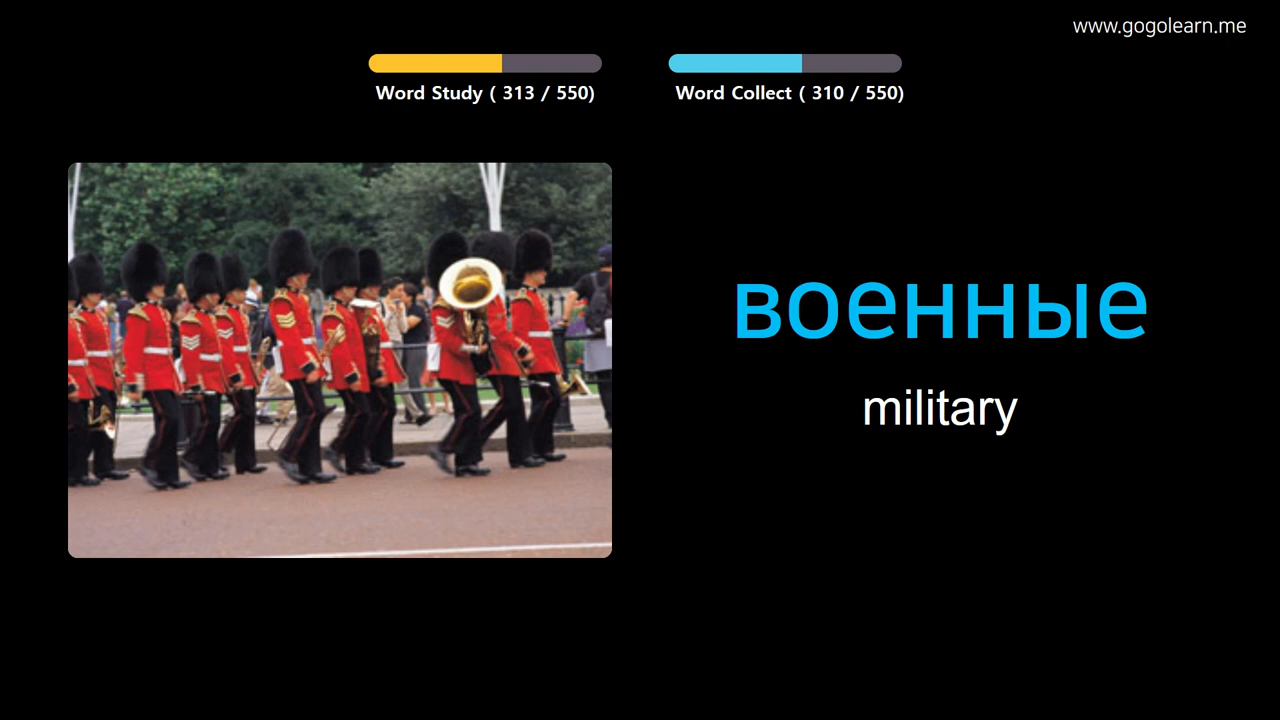 www.gogolearn.me
Word Study ( 313 / 550)
Word Collect ( 310 / 550)
военные
military